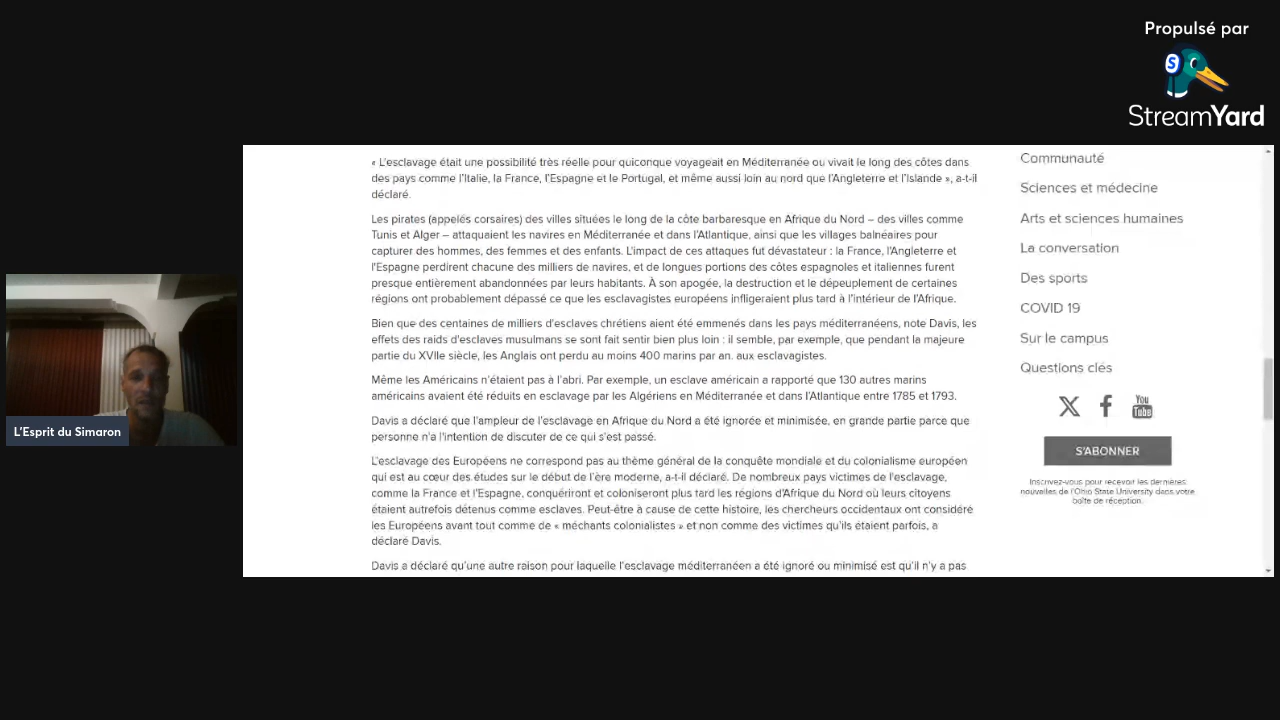 Propulsé par
StreamYard
« L'esclavage était une possibilité très réelle pour quiconque voyageait en Méditerranée ou vivait le long des côtes dans
des pays comme l'Italie, la France, l'Espagne et le Portugal, et même aussi loin au nord que l'Angleterre et l'Islande », a-t-il
déclaré.
Les pirates (appelés corsaires) des villes situées le long de la côte barbaresque en Afrique du Nord – des villes comme
Tunis et Alger – attaquaient les navires en Méditerranée et dans l'Atlantique, ainsi que les villages balnéaires pour
capturer des hommes, des femmes et des enfants. L'impact de ces attaques fut dévastateur : la France, l'Angleterre et
l'Espagne perdirent chacune des milliers de navires, et de longues portions des côtes espagnoles et italiennes furent
presque entièrement abandonnées par leurs habitants. À son apogée, la destruction et le dépeuplement de certaines
régions ont probablement dépassé ce que les esclavagistes européens infligeraient plus tard à l'intérieur de l'Afrique.
Bien que des centaines de milliers d'esclaves chrétiens aient été emmenés dans les pays méditerranéens, note Davis, les
effets des raids d'esclaves musulmans se sont fait sentir bien plus loin : il semble, par exemple, que pendant la majeure
partie du XVIIe siècle, les Anglais ont perdu au moins 400 marins par an. aux esclavagistes.
Même les Américains n'étaient pas à l'abri. Par exemple, un esclave américain a rapporté que 130 autres marins
américains avaient été réduits en esclavage par les Algériens en Méditerranée et dans l'Atlantique entre 1785 et 1793.
Davis a déclaré que l'ampleur de l'esclavage en Afrique du Nord a été ignorée et minimisée, en grande partie parce que
personne n'a l'intention de discuter de ce qui s'est passé.
L'esclavage des Européens ne correspond pas au thème général de la conquête mondiale et du colonialisme européen
qui est au cœur des études sur le début de l'ère moderne, a-t-il déclaré. De nombreux pays victimes de l'esclavage,
comme la France et l'Espagne, conquériront et coloniseront plus tard les régions d'Afrique du Nord où leurs citoyens
étaient autrefois détenus comme esclaves. Peut-être à cause de cette histoire, les chercheurs occidentaux ont considéré
les Européens avant tout comme de « méchants colonialistes » et non comme des victimes qu'ils étaient parfois, a
déclaré Davis.
Davis a déclaré qu'une autre raison pour laquelle l'esclavage méditerranéen a été ignoré ou minimisé est qu'il n'y a pas
Communauté
Sciences et médecine
Arts et sciences humaines
La conversation
Des sports
COVID 19
Sur le campus
Questions clés
You
Tube
S'ABONNER
Inscrivez-vous pour recevoir les dernières
nouvelles de l'Ohio State University dans votre
boîte de réception.
L'Esprit du Simaron